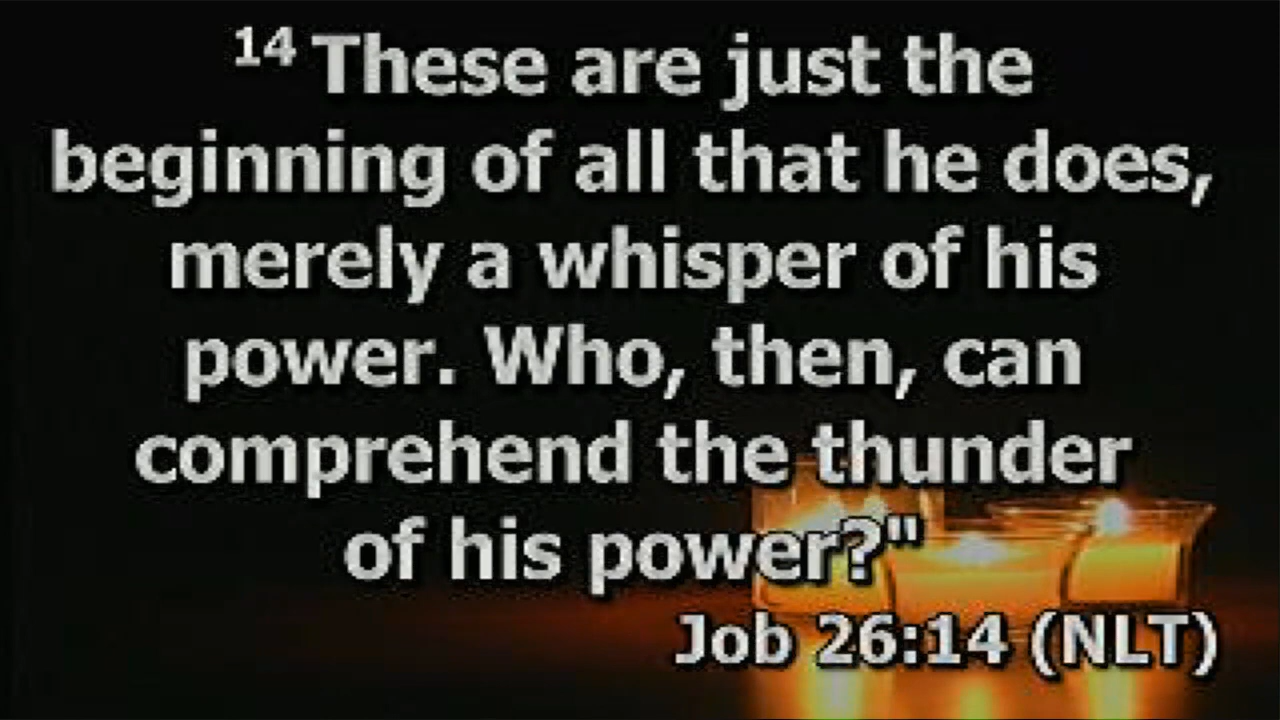 14 These are just the
beginning of all that he does,
merely a whisper of his
power. Who, then, can
comprehend the thunder
of his power?"
Job 26:14 (NLT)